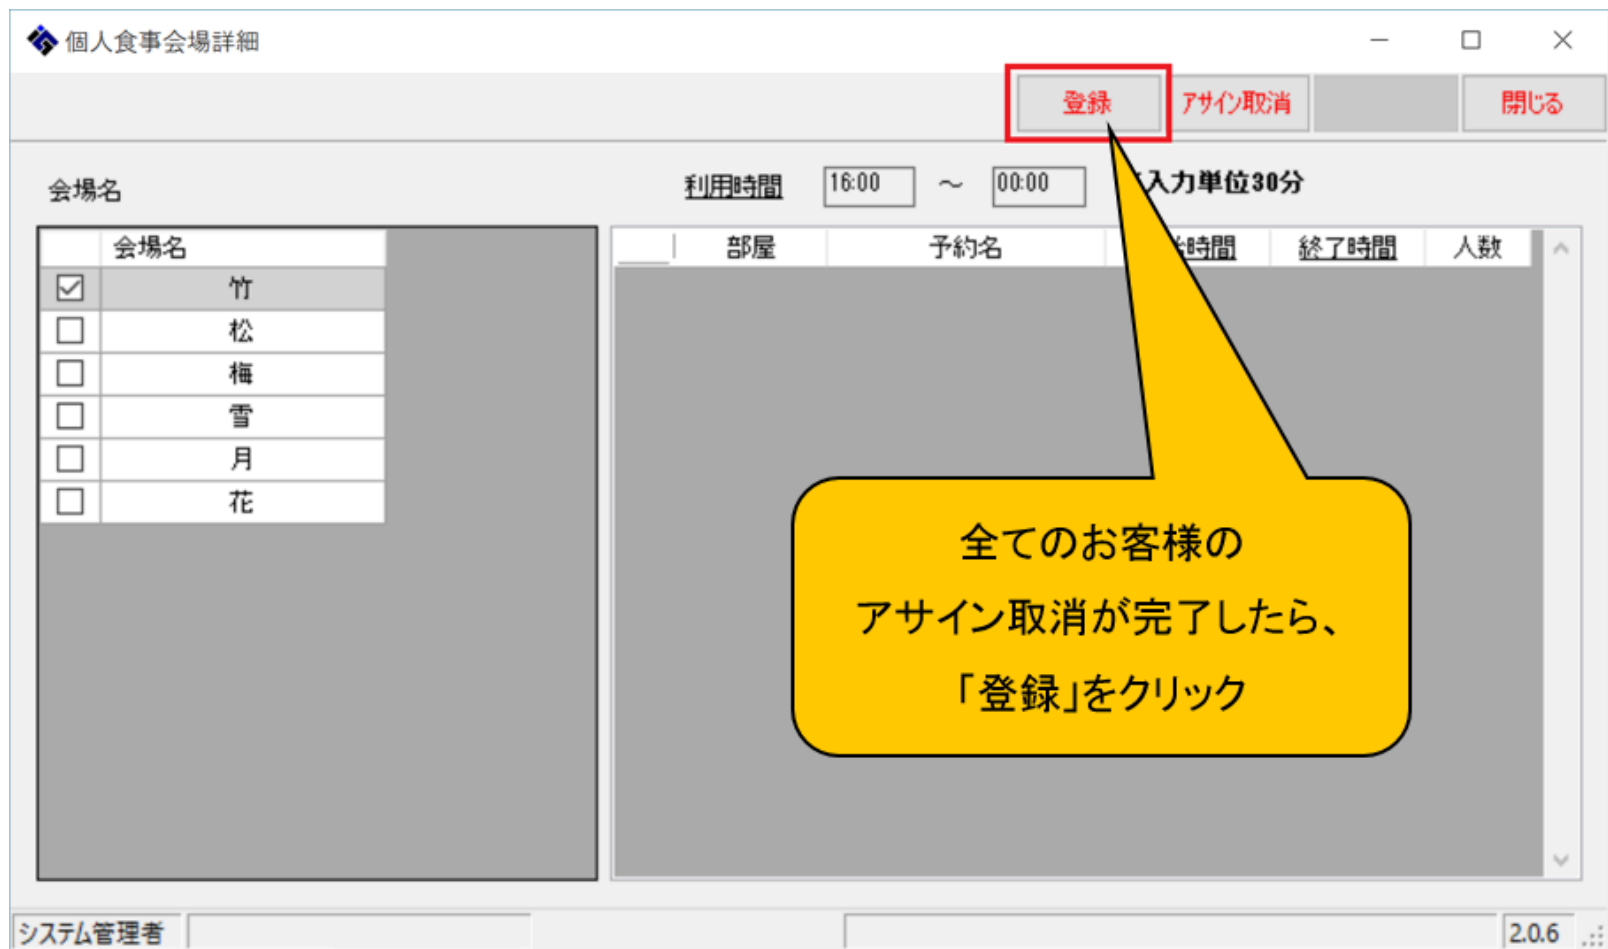 個人食事会場詳細
登録 アサイン取消 閉じる
会場名 利用時間 16:00 ～ 00:00 入力単位30分
会場名
竹
松
梅
雪
月
花
部屋 予約名 時間 終了時間 人数
全てのお客様の
アサイン取消が完了したら、
「登録」をクリック
システム管理者 2.0.6